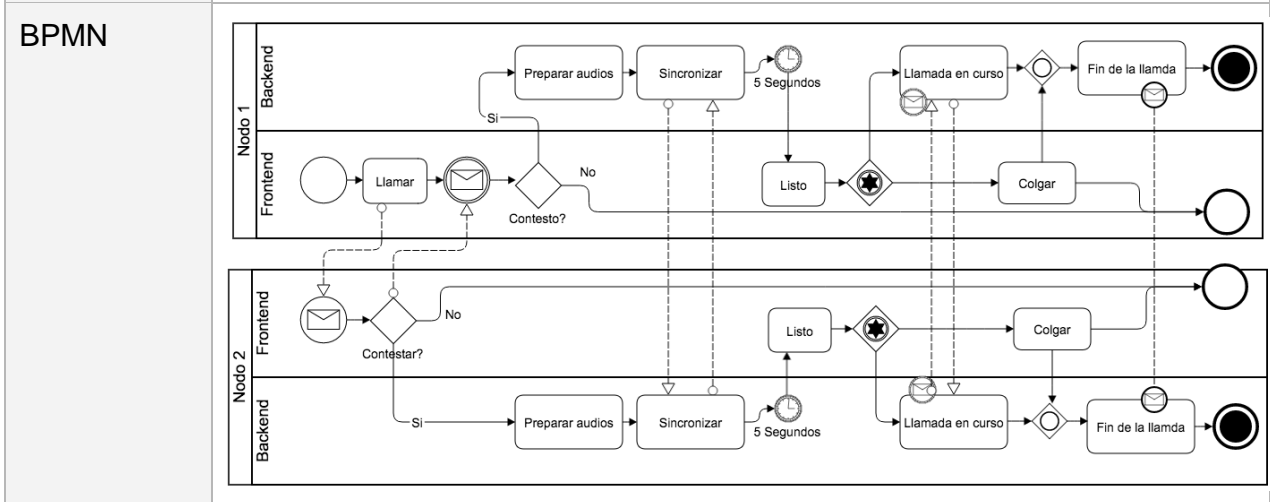 BPMN
Nodo 1
Backend
Preparar audios
Sincronizar
5 Segundos
Llamada en curso
Fin de la llamda
Si
Frontend
Llamar
Contesto?
No
Listo
Colgar
Nodo 2
Frontend
Contestar?
No
Listo
Colgar
Backend
Si
Preparar audios
Sincronizar
5 Segundos
Llamada en curso
Fin de la llamda